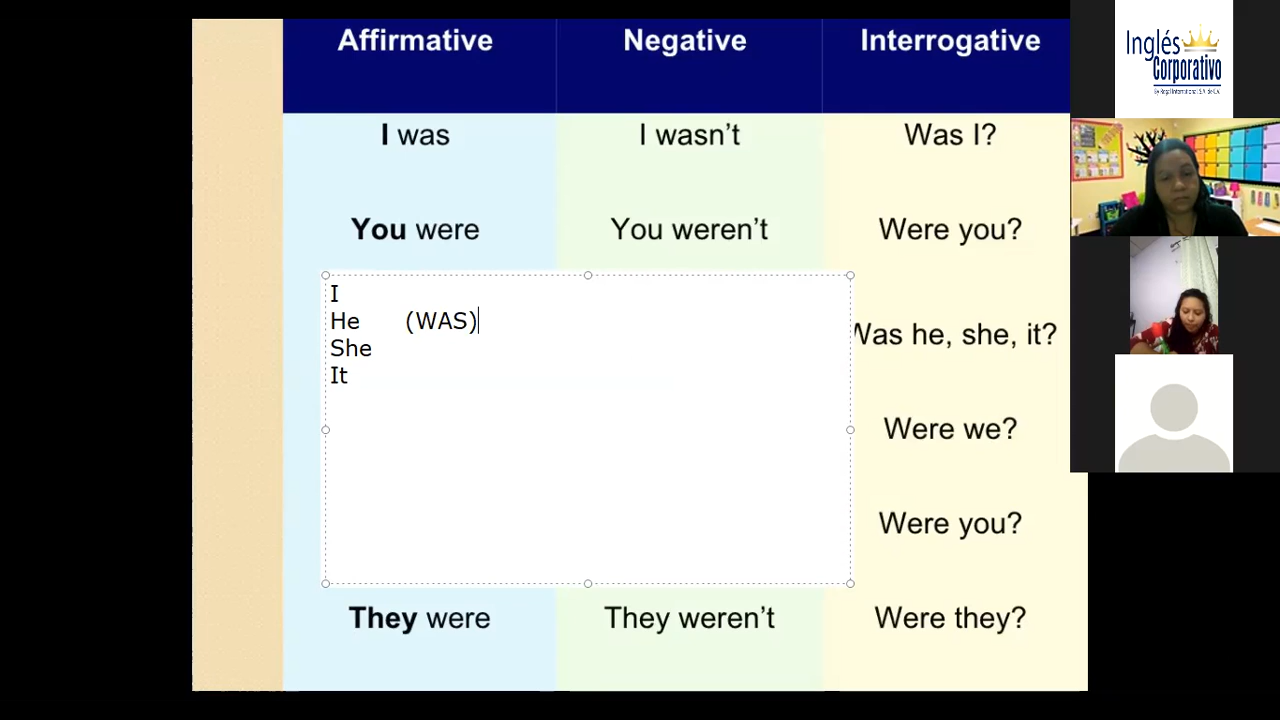 Affirmative Negative Interrogative
I was I wasn't Was I?
You were You weren't Were you?
I
He (WAS)
She
It
Was he, she, it?
Were we?
Were you?
They were They weren't Were they?
Inglés
Corporativo